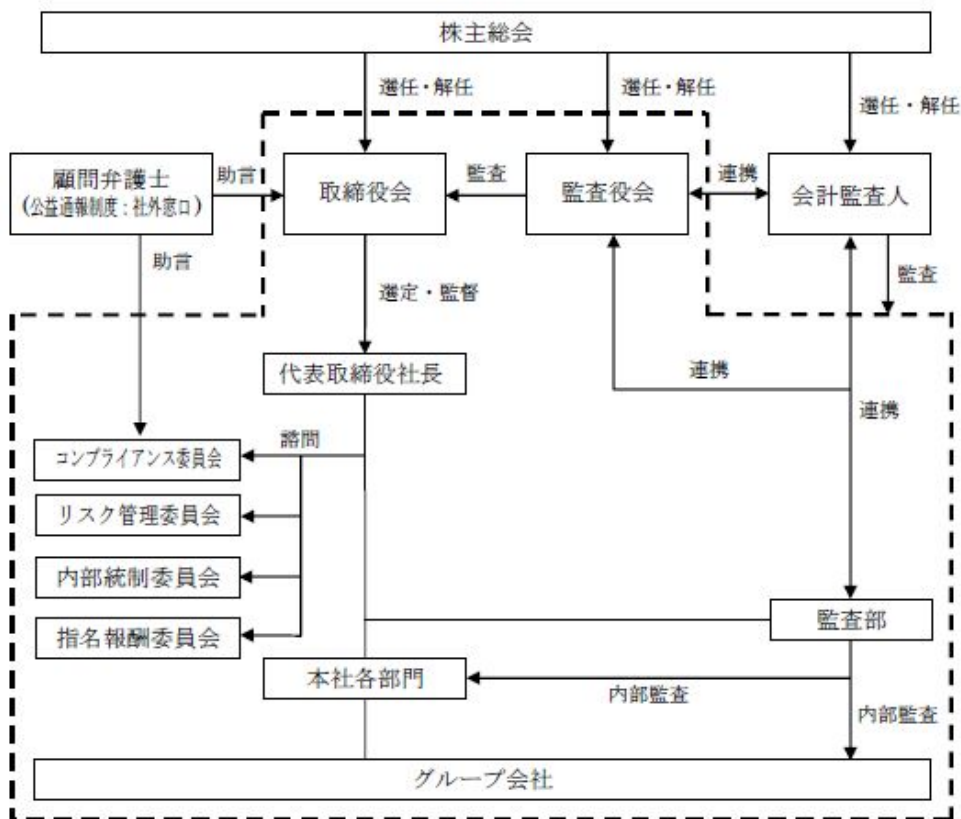 株主総会
選任・解任
選任・解任
選任・解任
顧問弁護士
(公益通報制度：社外窓口)
助言
取締役会
監査
監査役会
連携
会計監査人
助言
選定・監督
監査
代表取締役社長
連携
連携
諮問
コンプライアンス委員会
リスク管理委員会
内部統制委員会
指名報酬委員会
監査部
本社各部門
内部監査
内部監査
グループ会社